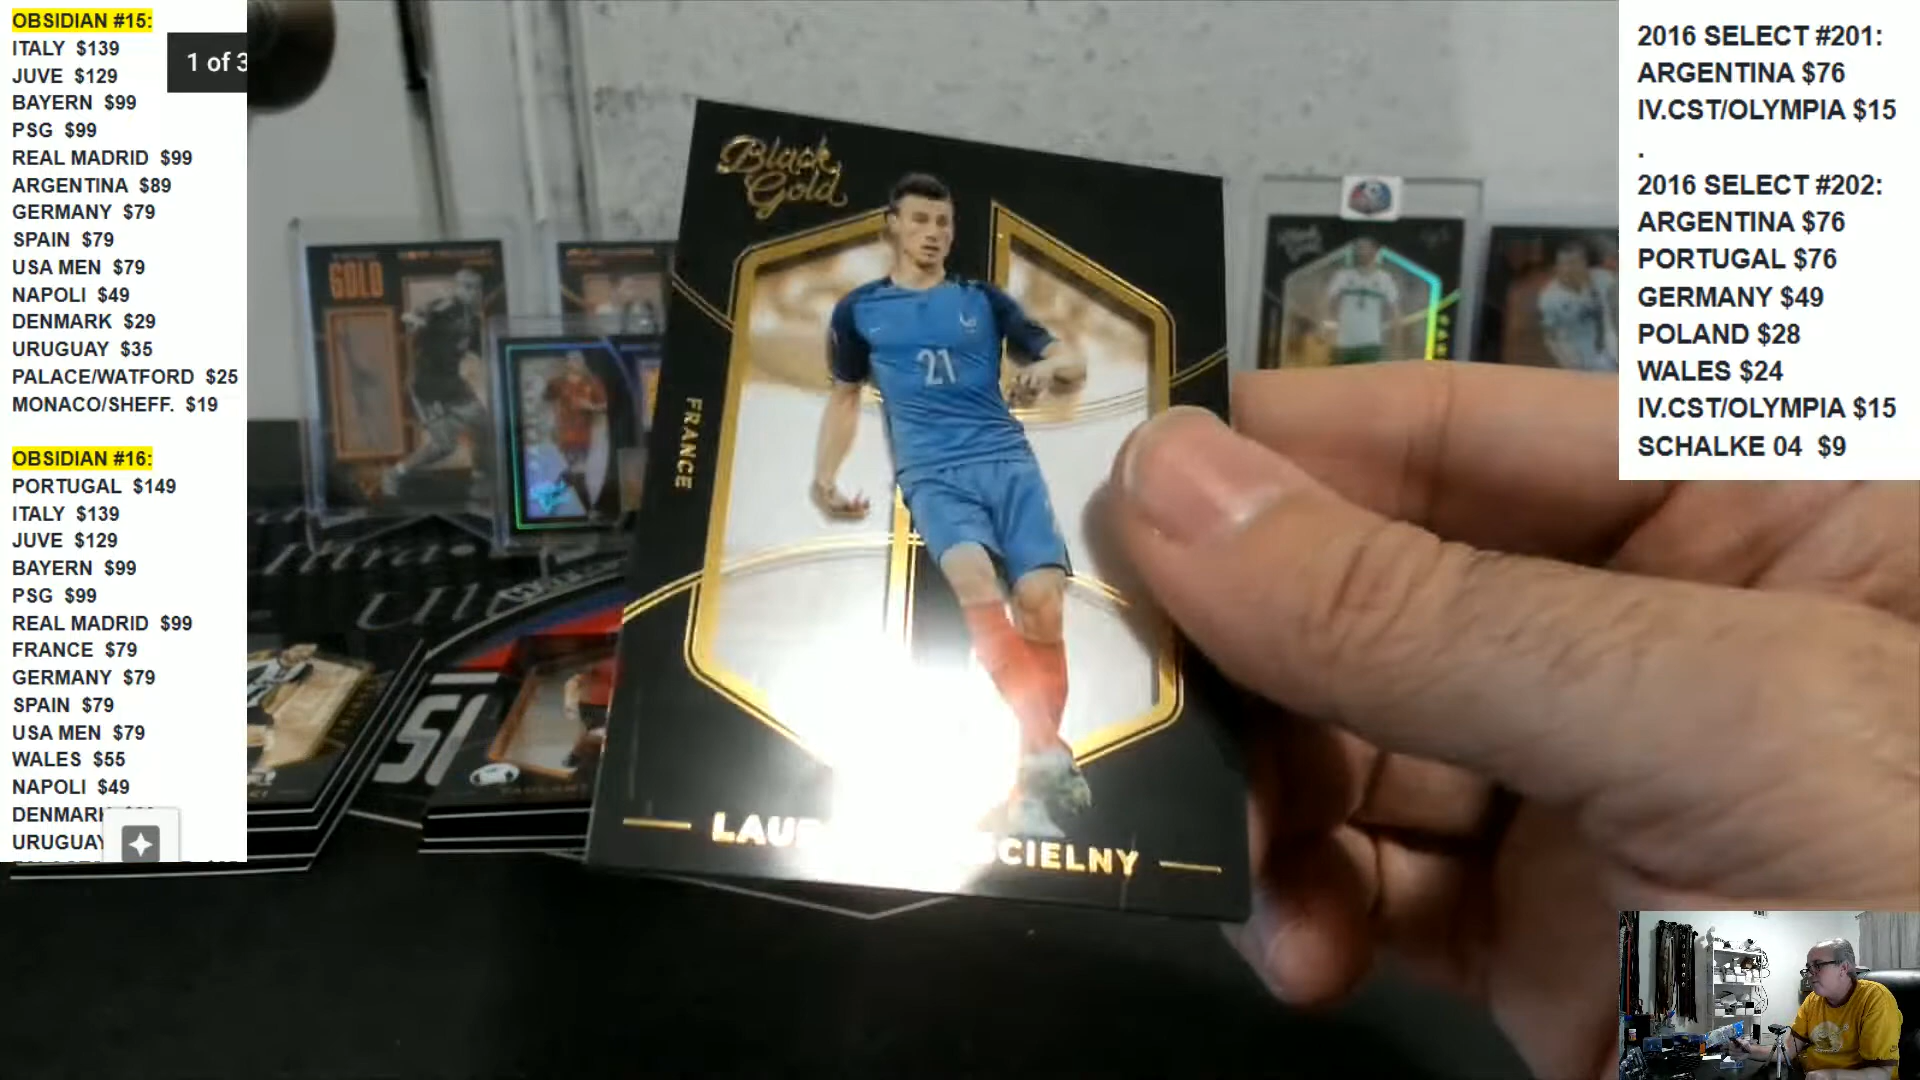 OBSIDIAN #15:
ITALY $139
JUVE $129
BAYERN $99
PSG $99
REAL MADRID $99
ARGENTINA $89
GERMANY $79
SPAIN $79
USA MEN $79
NAPOLI $49
DENMARK $29
URUGUAY $35
PALACE/WATFORD $25
MONACO/SHEFF. $19
OBSIDIAN #16:
PORTUGAL $149
ITALY $139
JUVE $129
BAYERN $99
PSG $99
REAL MADRID $99
FRANCE $79
GERMANY $79
SPAIN $79
USA MEN $79
WALES $55
NAPOLI $49
DENMARK
URUGUAY
1 of 3
Black
Gold
21
FRANCE
GOLD
2016 SELECT #201:
ARGENTINA $76
IV.CST/OLYMPIA $15
.
2016 SELECT #202:
ARGENTINA $76
PORTUGAL $76
GERMANY $49
POLAND $28
WALES $24
IV.CST/OLYMPIA $15
SCHALKE 04 $9